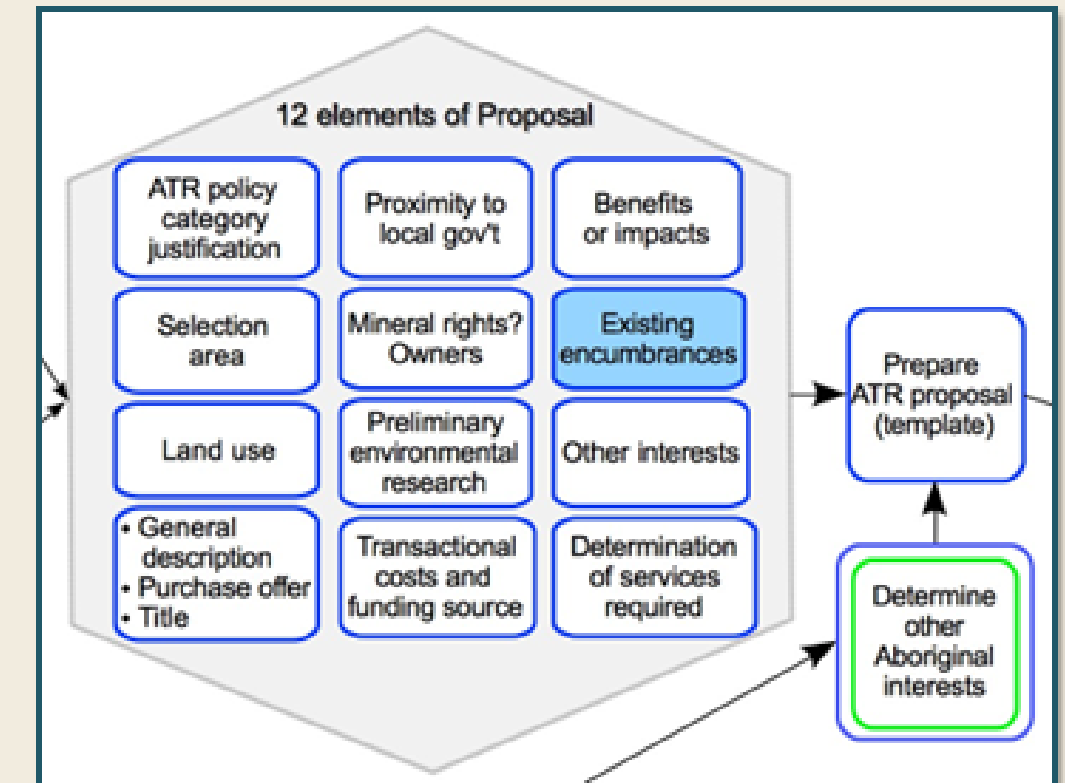 12 elements of Proposal
ATR policy
category
justification
Proximity to
local gov't
Benefits
or impacts
Selection
area
Mineral rights?
Owners
Existing
encumbrances
Land use
Preliminary
environmental
research
Other interests
• General
description
• Purchase offer
• Title
Transactional
costs and
funding source
Determination
of services
required
Prepare
ATR proposal
(template)
Determine
other
Aboriginal
interests